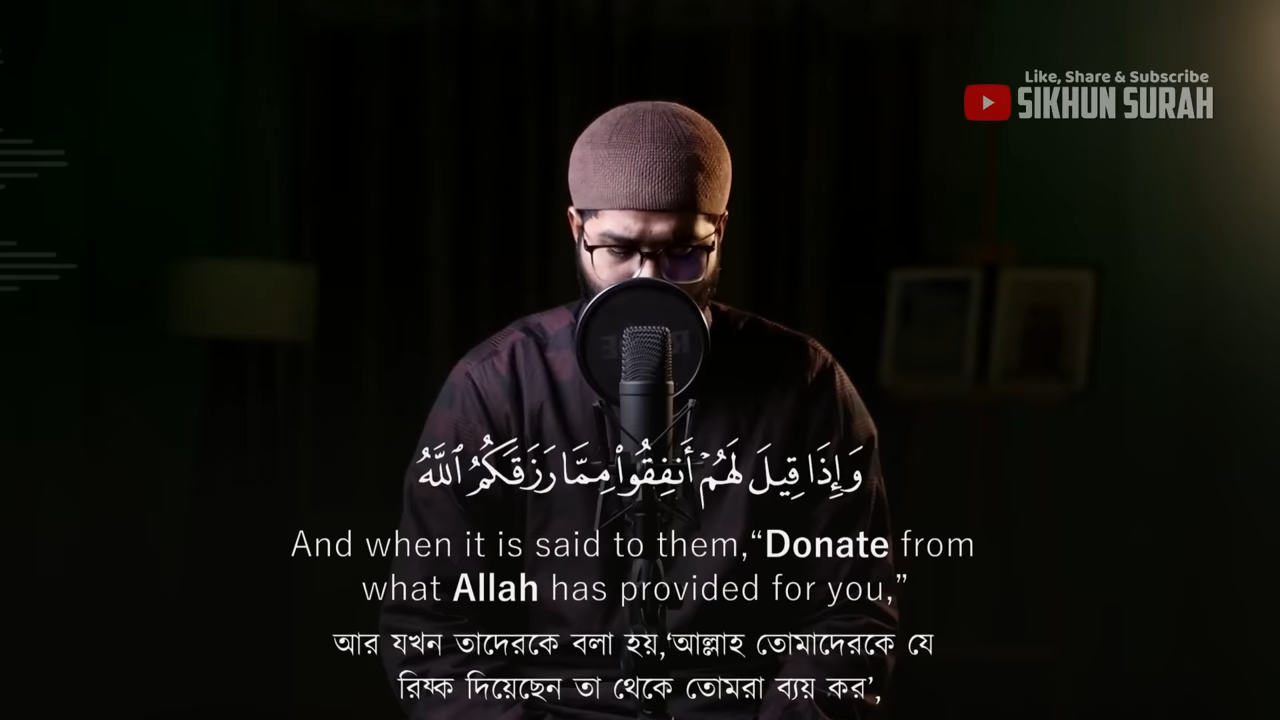 Like, Share & Subscribe
SIKHUN SURAH
وَإِذَا قِيلَ لَهُمْ أَنفِقُوا۟ مِمَّا رَزَقَكُمُ ٱللَّهُ
And when it is said to them,“Donate from
what Allah has provided for you,”
আর যখন তাদেরকে বলা হয়,‘আল্লাহ তোমাদেরকে যে
রিযক দিয়েছেন তা থেকে তোমরা ব্যয় কর’,